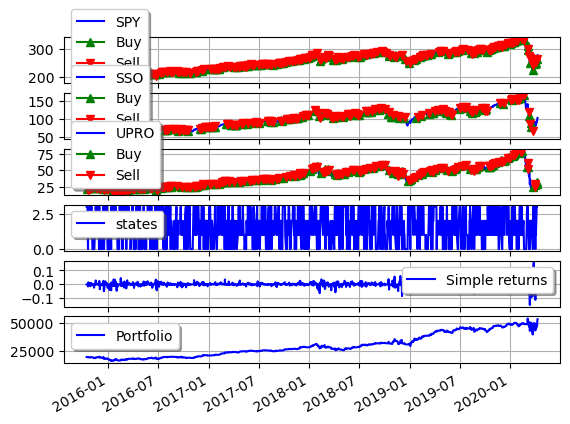 SPY
Buy
Sell
300
200
SSO
Buy
Sell
150
100
50
UPRO
Buy
Sell
75
50
25
states
2.5
0.0
Simple returns
0.1
0.0
−0.1
Portfolio
50000
25000
2016-01 2016-07 2017-01 2017-07 2018-01 2018-07 2019-01 2019-07 2020-01